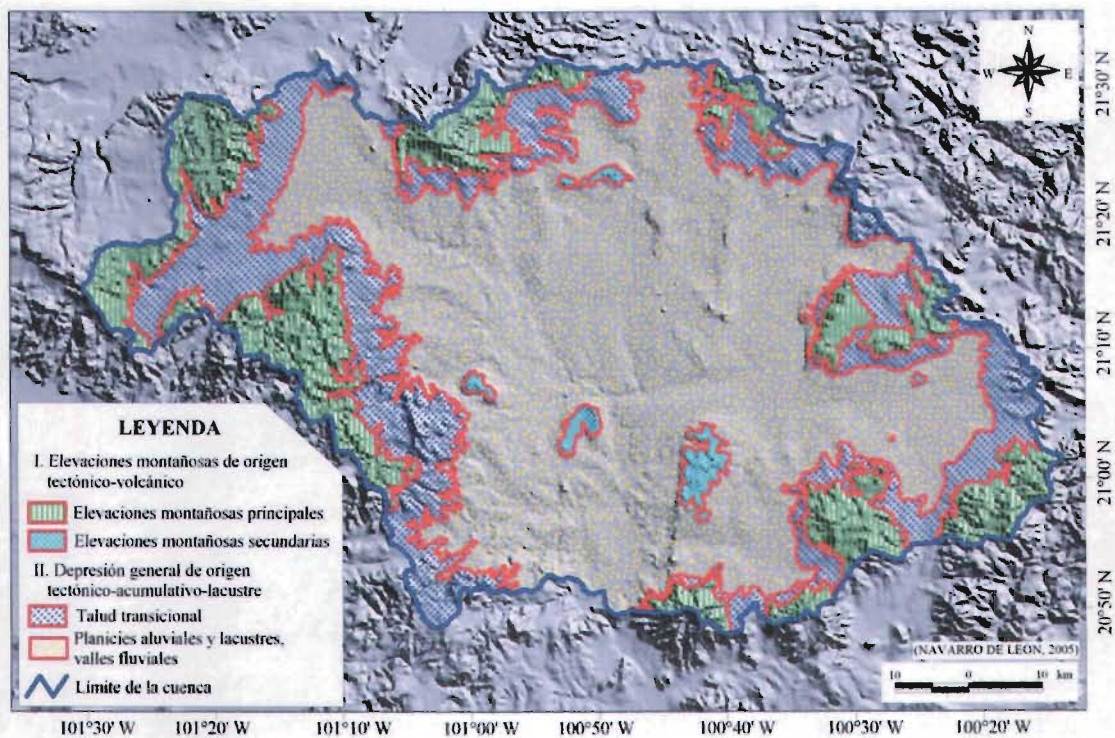 N
W E
S
21°30' N
21°20' N
21°10' N
21°00' N
20°50' N
LEYENDA
I. Elevaciones montañosas de origen
tectónico-volcánico
Elevaciones montañosas principales
Elevaciones montañosas secundarias
II. Depresión general de origen
tectónico-acumulativo-lacustre
Talud transicional
Planicies aluviales y lacustres,
valles fluviales
Límite de la cuenca
(NAVARRO DE LEON, 2005)
10 0 10 km
101°30' W 101°20' W 101°10' W 101°00' W 100°50' W 100°40' W 100°30' W 100°20' W